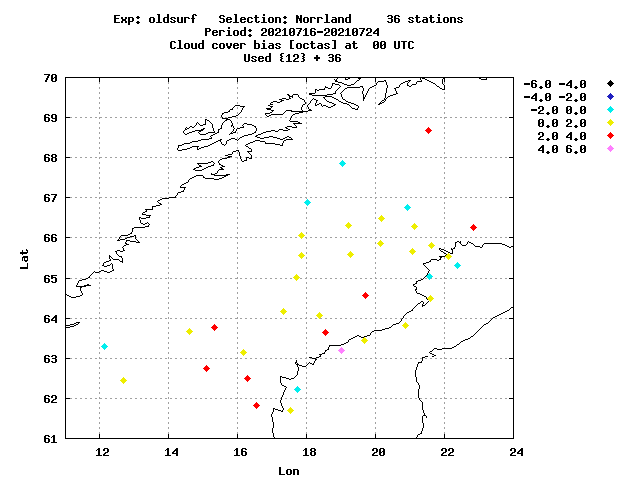 Exp: oldsurf   Selection: Norrland     36 stations
Period: 20210716-20210724
Cloud cover bias [octas] at  00 UTC
Used {12} + 36
-6.0 -4.0
-4.0 -2.0
-2.0 0.0
0.0 2.0
2.0 4.0
4.0 6.0
70
69
68
67
66
65
64
63
62
61
Lat
12 14 16 18 20 22 24
Lon